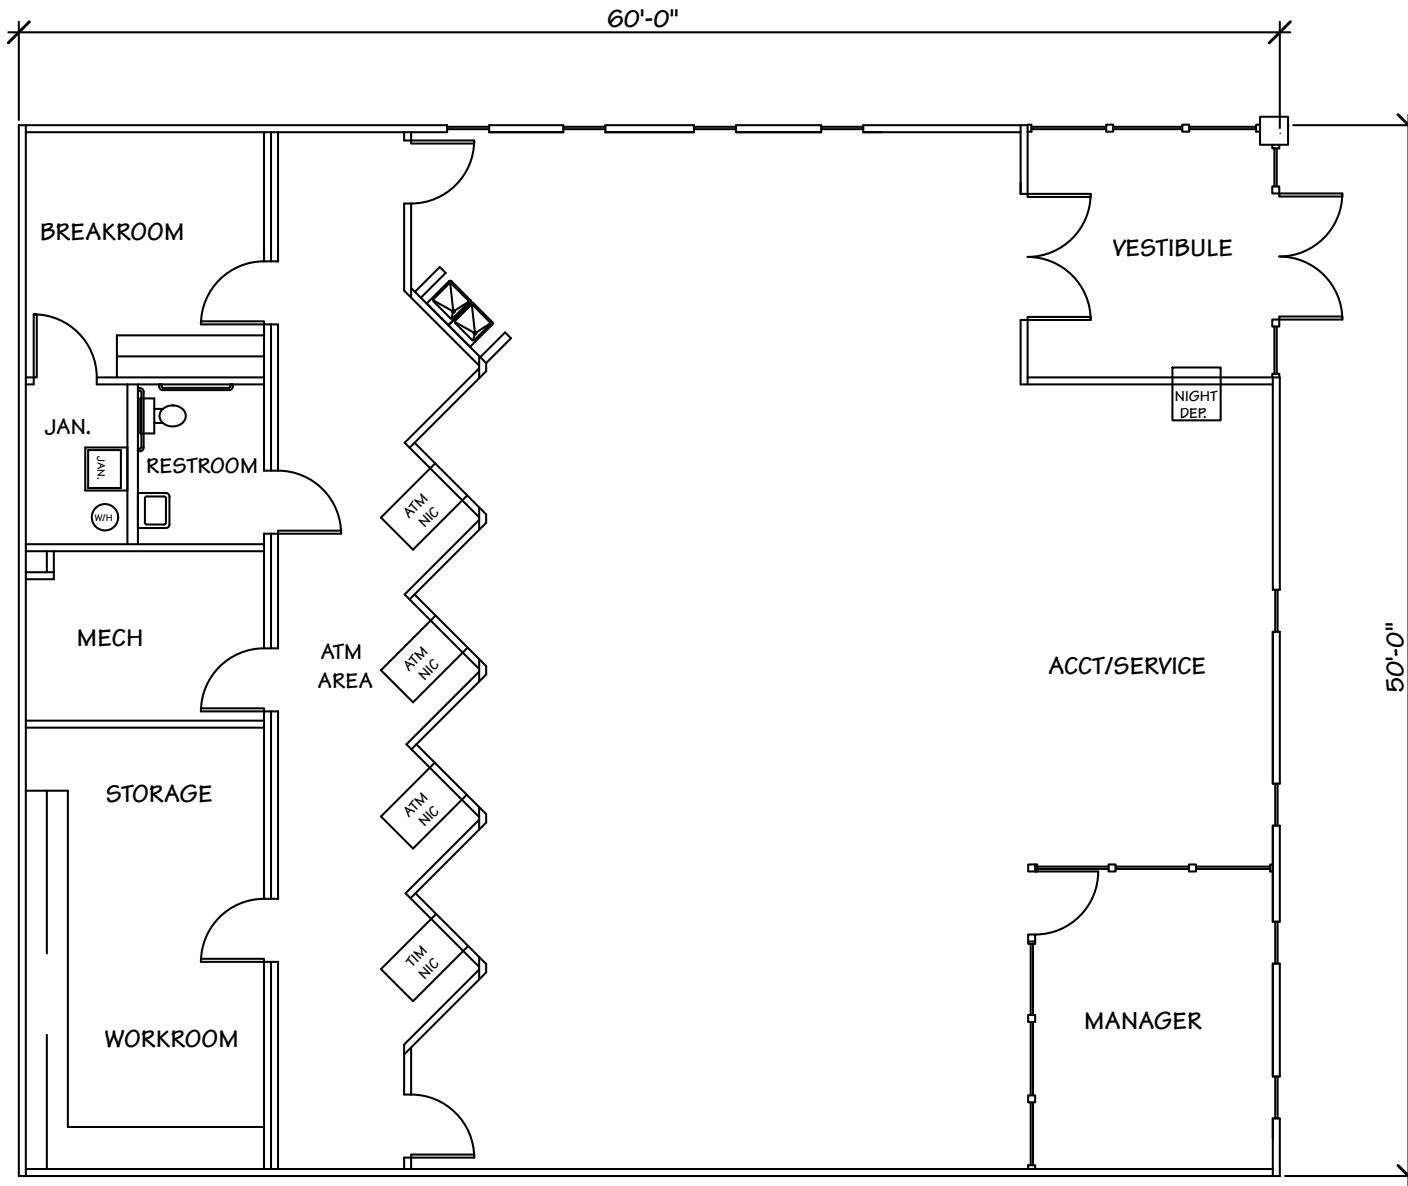 60'-0"
BREAKROOM
VESTIBULE
NIGHT
DEP.
JAN.
JAN.
RESTROOM
W/H
ATM
NIC
MECH
ATM
AREA
ATM
NIC
ACCT/SERVICE
50'-0"
STORAGE
ATM
NIC
TIM
NIC
WORKROOM
MANAGER